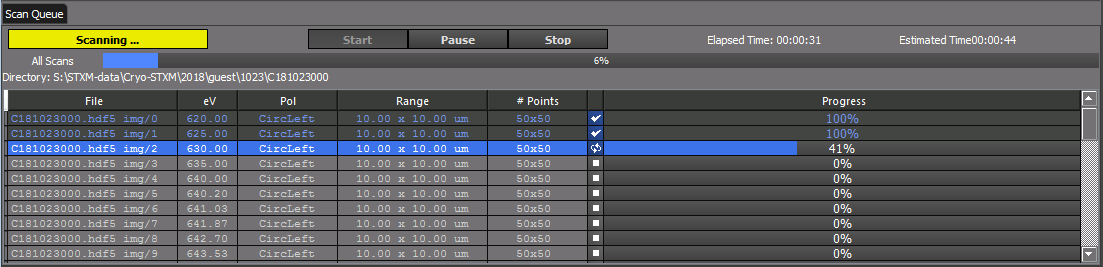 Scan Queue
Scanning ... Start Pause Stop Elapsed Time: 00:00:31 Estimated Time00:00:44
All Scans 6%
Directory: S:\STXM-data\Cryo-STXM\2018\guest\1023\C181023000
File eV Pol Range # Points Progress
C181023000.hdf5 img/0 620.00 CircLeft 10.00 x 10.00 um 50x50 100%
C181023000.hdf5 img/1 625.00 CircLeft 10.00 x 10.00 um 50x50 100%
C181023000.hdf5 img/2 630.00 CircLeft 10.00 x 10.00 um 50x50 41%
C181023000.hdf5 img/3 635.00 CircLeft 10.00 x 10.00 um 50x50 0%
C181023000.hdf5 img/4 640.00 CircLeft 10.00 x 10.00 um 50x50 0%
C181023000.hdf5 img/5 640.20 CircLeft 10.00 x 10.00 um 50x50 0%
C181023000.hdf5 img/6 641.03 CircLeft 10.00 x 10.00 um 50x50 0%
C181023000.hdf5 img/7 641.87 CircLeft 10.00 x 10.00 um 50x50 0%
C181023000.hdf5 img/8 642.70 CircLeft 10.00 x 10.00 um 50x50 0%
C181023000.hdf5 img/9 643.53 CircLeft 10.00 x 10.00 um 50x50 0%